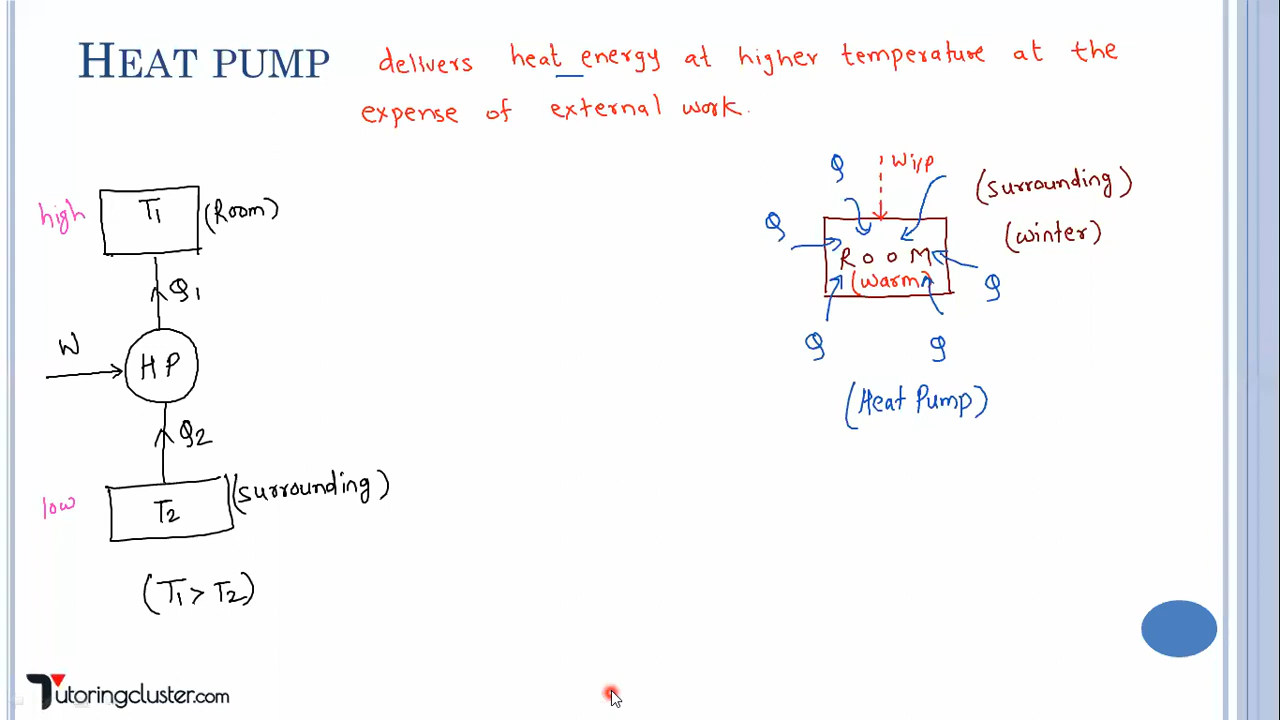 HEAT PUMP delivers heat energy at higher temperature at the
expense of external work.
high T1 (Room)
Q1
W
HP
Q2
low T2 (surrounding)
(T1 > T2)
Q W i/p (surrounding)
Q (winter)
ROOM
(warm)
Q
Q Q
(Heat Pump)
Tutoringcluster.com